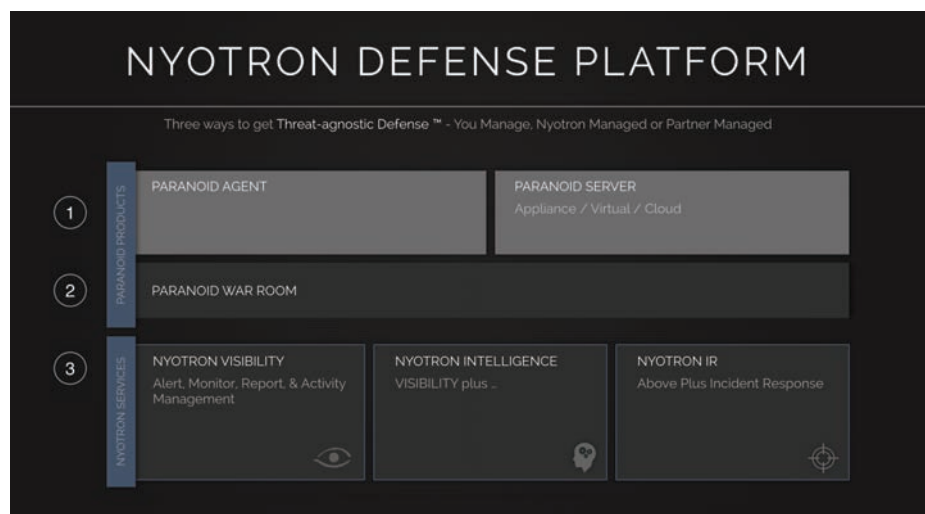 NYOTRON DEFENSE PLATFORM
Three ways to get Threat-agnostic Defense ™ - You Manage, Nyotron Managed or Partner Managed
1
PARANOID PRODUCTS
PARANOID AGENT
PARANOID SERVER
Appliance / Virtual / Cloud
2
PARANOID WAR ROOM
3
NYOTRON SERVICES
NYOTRON VISIBILITY
Alert, Monitor, Report, & Activity
Management
NYOTRON INTELLIGENCE
VISIBILITY plus ..
NYOTRON IR
Above Plus Incident Response